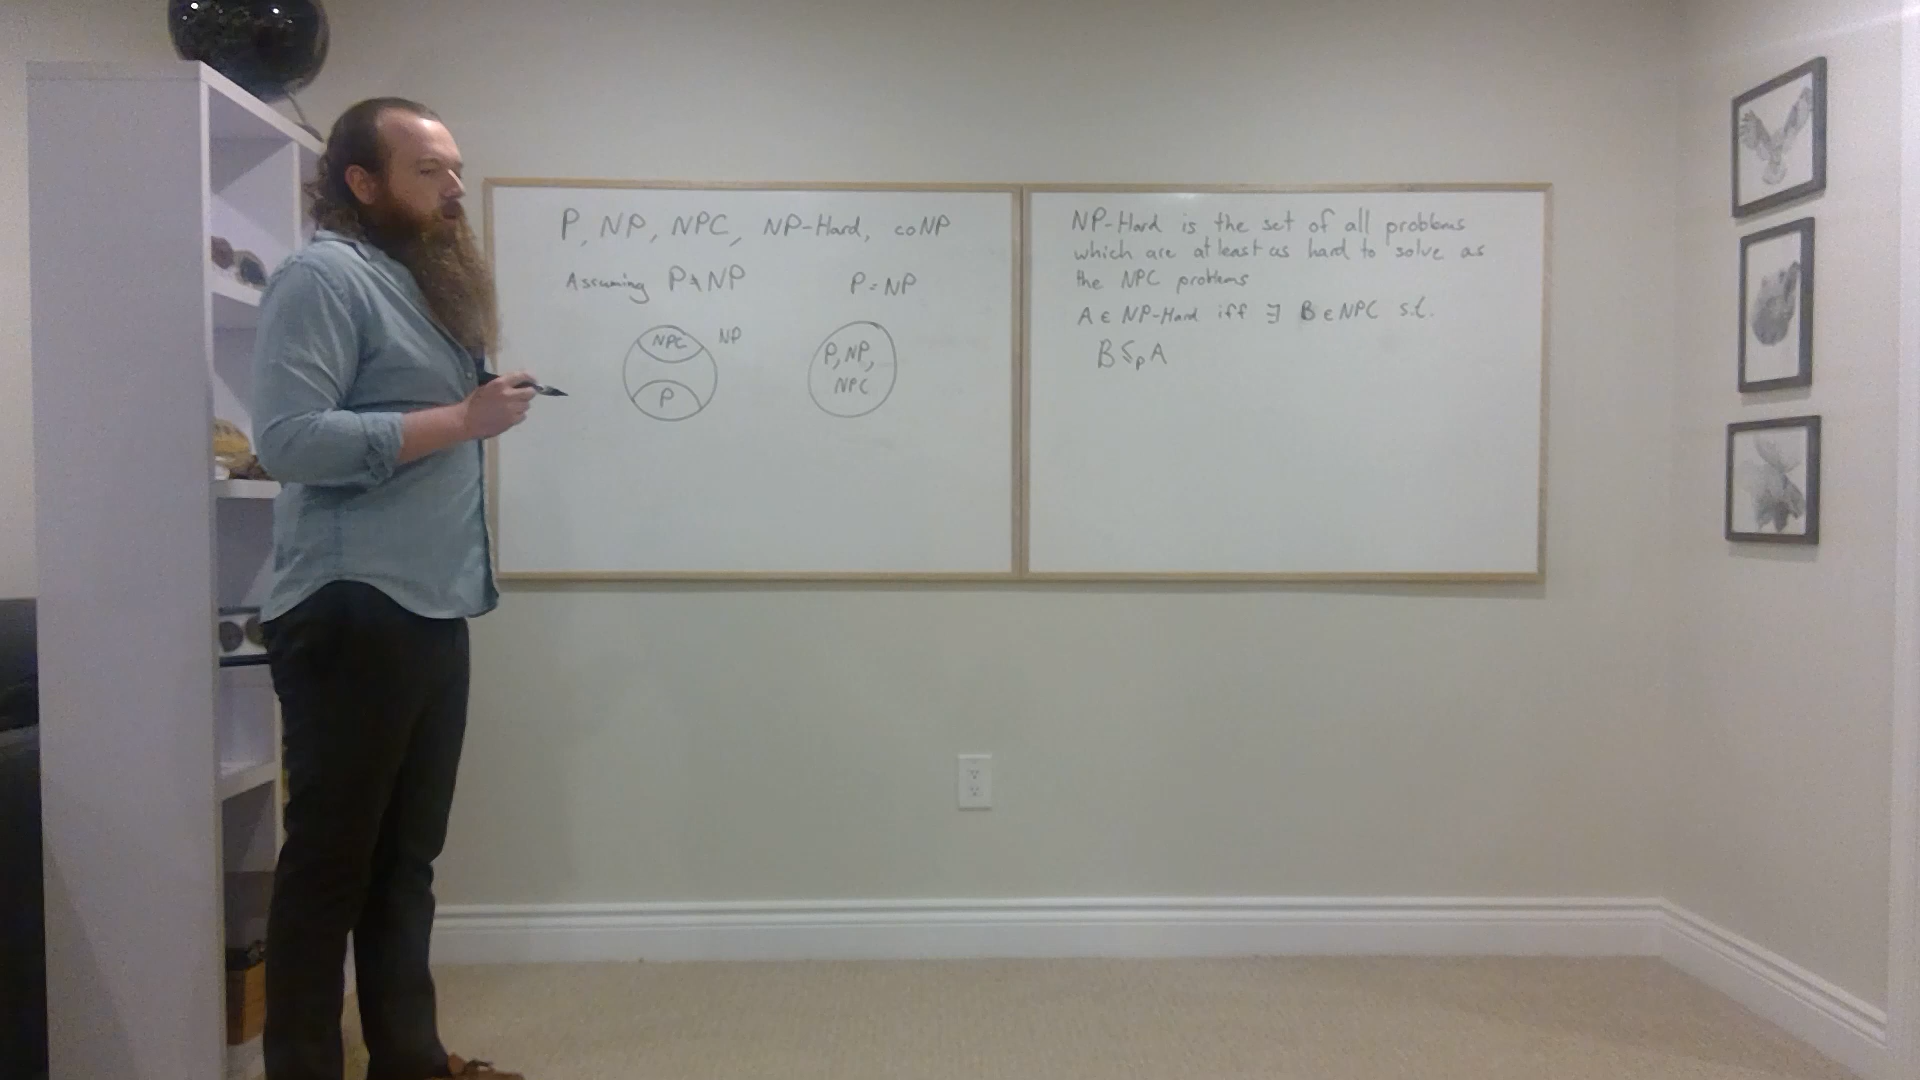 P, NP, NPC, NP-Hard, coNP
Assuming P≠NP
P=NP
NPC
NP
P
P, NP,
NPC
NP-Hard is the set of all problems
which are at least as hard to solve as
the NPC problems
A ∈ NP-Hard iff ∃ B ∈ NPC s.t.
B ≤p A